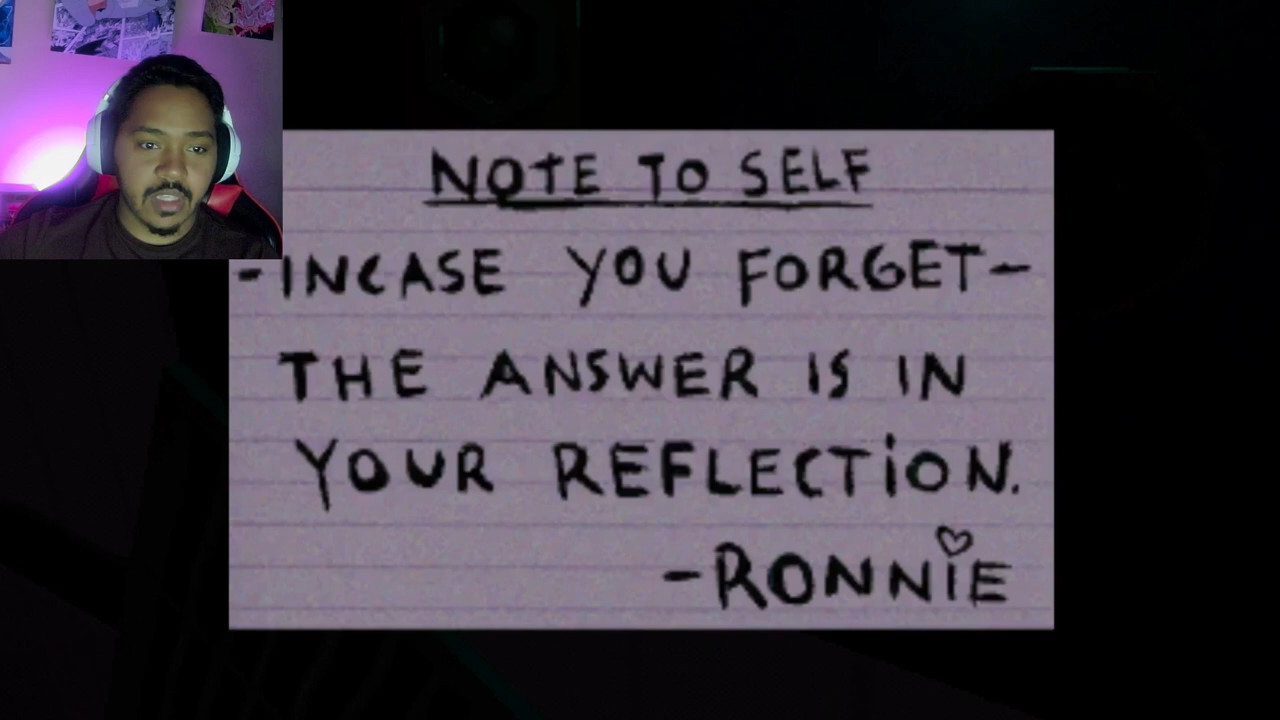 NOTE TO SELF
-INCASE YOU FORGET-
THE ANSWER IS IN
YOUR REFLECTION.
-RONNIE